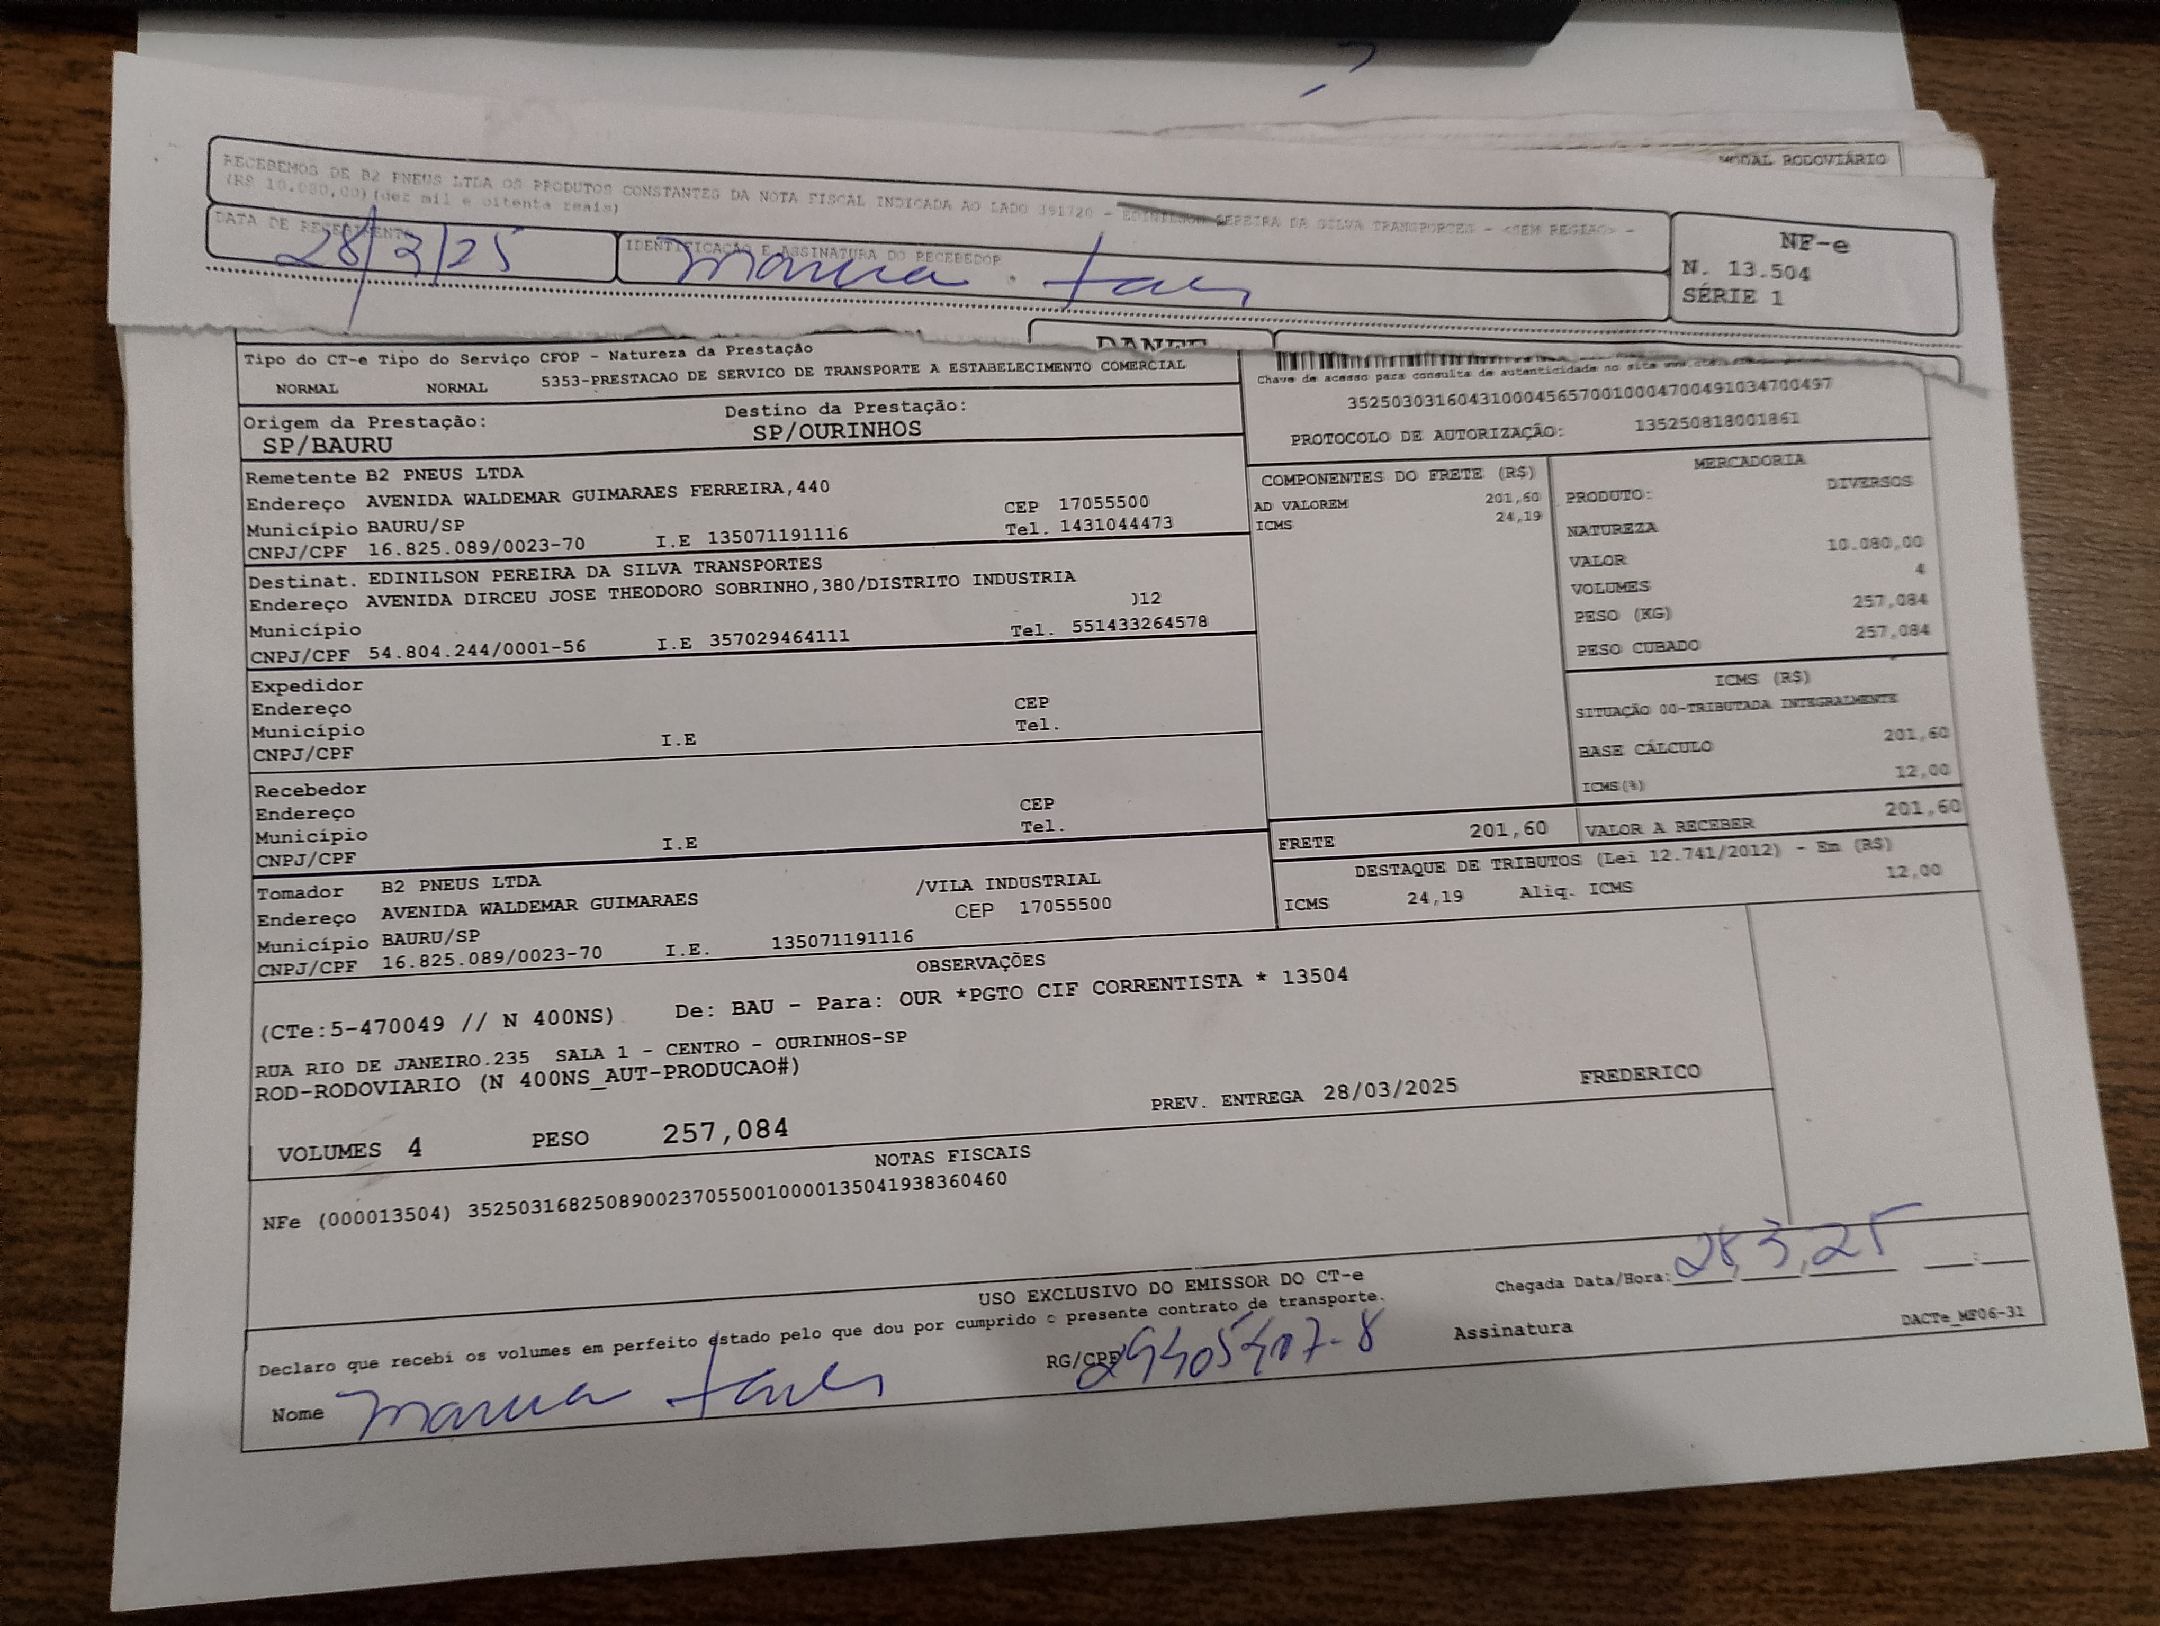 MODAL RODOVIÁRIO
RECEBEMOS DE B2 PNEUS LTDA OS PRODUTOS CONSTANTES DA NOTA FISCAL INDICADA AO LADO 391720 - EDINILSON PEREIRA DA SILVA TRANSPORTES - <SEM REGIAO> -
(R$ 10.080,00)(dez mil e oitenta reais)
DATA DE RECEBIMENTO
28/3/25
IDENTIFICAÇÃO E ASSINATURA DO RECEBEDOR
NF-e
N. 13.504
SÉRIE 1
DANFE
Tipo do CT-e Tipo do Serviço CFOP - Natureza da Prestação
NORMAL NORMAL 5353-PRESTACAO DE SERVICO DE TRANSPORTE A ESTABELECIMENTO COMERCIAL
Chave de acesso para consulta de autenticidade no site
35250303160431000456570010004700491034700497
PROTOCOLO DE AUTORIZAÇÃO: 135250818001861
Origem da Prestação: Destino da Prestação:
SP/BAURU SP/OURINHOS
Remetente B2 PNEUS LTDA
Endereço AVENIDA WALDEMAR GUIMARAES FERREIRA,440 CEP 17055500
Município BAURU/SP Tel. 1431044473
CNPJ/CPF 16.825.089/0023-70 I.E 135071191116
Destinat. EDINILSON PEREIRA DA SILVA TRANSPORTES
Endereço AVENIDA DIRCEU JOSE THEODORO SOBRINHO,380/DISTRITO INDUSTRIA
Município 012
CNPJ/CPF 54.804.244/0001-56 I.E 357029464111 Tel. 551433264578
Expedidor
Endereço CEP
Município Tel.
CNPJ/CPF I.E
Recebedor
Endereço CEP
Município Tel.
CNPJ/CPF I.E
Tomador B2 PNEUS LTDA /VILA INDUSTRIAL
Endereço AVENIDA WALDEMAR GUIMARAES CEP 17055500
Município BAURU/SP
CNPJ/CPF 16.825.089/0023-70 I.E. 135071191116
COMPONENTES DO FRETE (R$)
AD VALOREM 201,60
ICMS 24,19
MERCADORIA
PRODUTO: DIVERSOS
NATUREZA
VALOR 10.080,00
VOLUMES 4
PESO (KG) 257,084
PESO CUBADO 257,084
ICMS (R$)
SITUAÇÃO 00-TRIBUTADA INTEGRALMENTE
BASE CÁLCULO 201,60
ICMS(%) 12,00
FRETE 201,60 VALOR A RECEBER 201,60
DESTAQUE DE TRIBUTOS (Lei 12.741/2012) - Em (R$)
ICMS 24,19 Aliq. ICMS 12,00
OBSERVAÇÕES
(CTe:5-470049 // N 400NS) De: BAU - Para: OUR *PGTO CIF CORRENTISTA * 13504
RUA RIO DE JANEIRO.235 SALA 1 - CENTRO - OURINHOS-SP
ROD-RODOVIARIO (N 400NS_AUT-PRODUCAO#)
VOLUMES 4 PESO 257,084 PREV. ENTREGA 28/03/2025 FREDERICO
NOTAS FISCAIS
NFe (000013504) 35250316825089002370550010000135041938360460
USO EXCLUSIVO DO EMISSOR DO CT-e
Declaro que recebi os volumes em perfeito estado pelo que dou por cumprido o presente contrato de transporte.
Chegada Data/Hora: 28,3,25
Nome
RG/CPF
Assinatura
DACTe_MF06-31